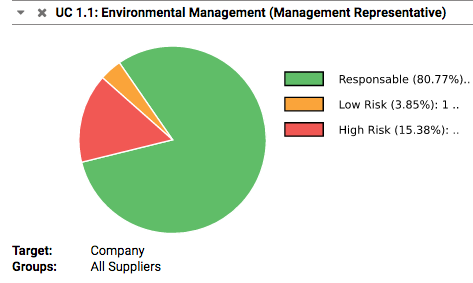 UC 1.1: Environmental Management (Management Representative)
Responsable (80.77%)..
Low Risk (3.85%): 1 ..
High Risk (15.38%): ..
Target: Company
Groups: All Suppliers